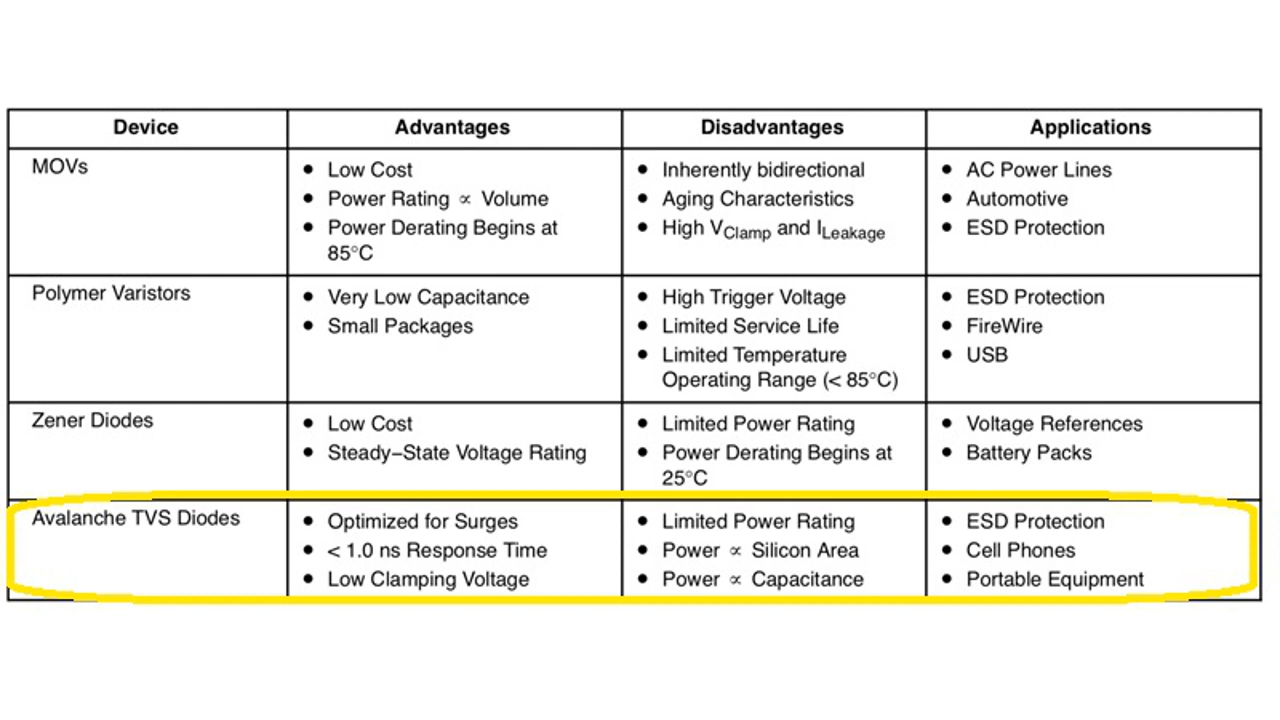 Device Advantages Disadvantages Applications
MOVs
● Low Cost
● Power Rating ∝ Volume
● Power Derating Begins at
85°C
● Inherently bidirectional
● Aging Characteristics
● High VClamp and ILeakage
● AC Power Lines
● Automotive
● ESD Protection
Polymer Varistors
● Very Low Capacitance
● Small Packages
● High Trigger Voltage
● Limited Service Life
● Limited Temperature
Operating Range (< 85°C)
● ESD Protection
● FireWire
● USB
Zener Diodes
● Low Cost
● Steady–State Voltage Rating
● Limited Power Rating
● Power Derating Begins at
25°C
● Voltage References
● Battery Packs
Avalanche TVS Diodes
● Optimized for Surges
● < 1.0 ns Response Time
● Low Clamping Voltage
● Limited Power Rating
● Power ∝ Silicon Area
● Power ∝ Capacitance
● ESD Protection
● Cell Phones
● Portable Equipment